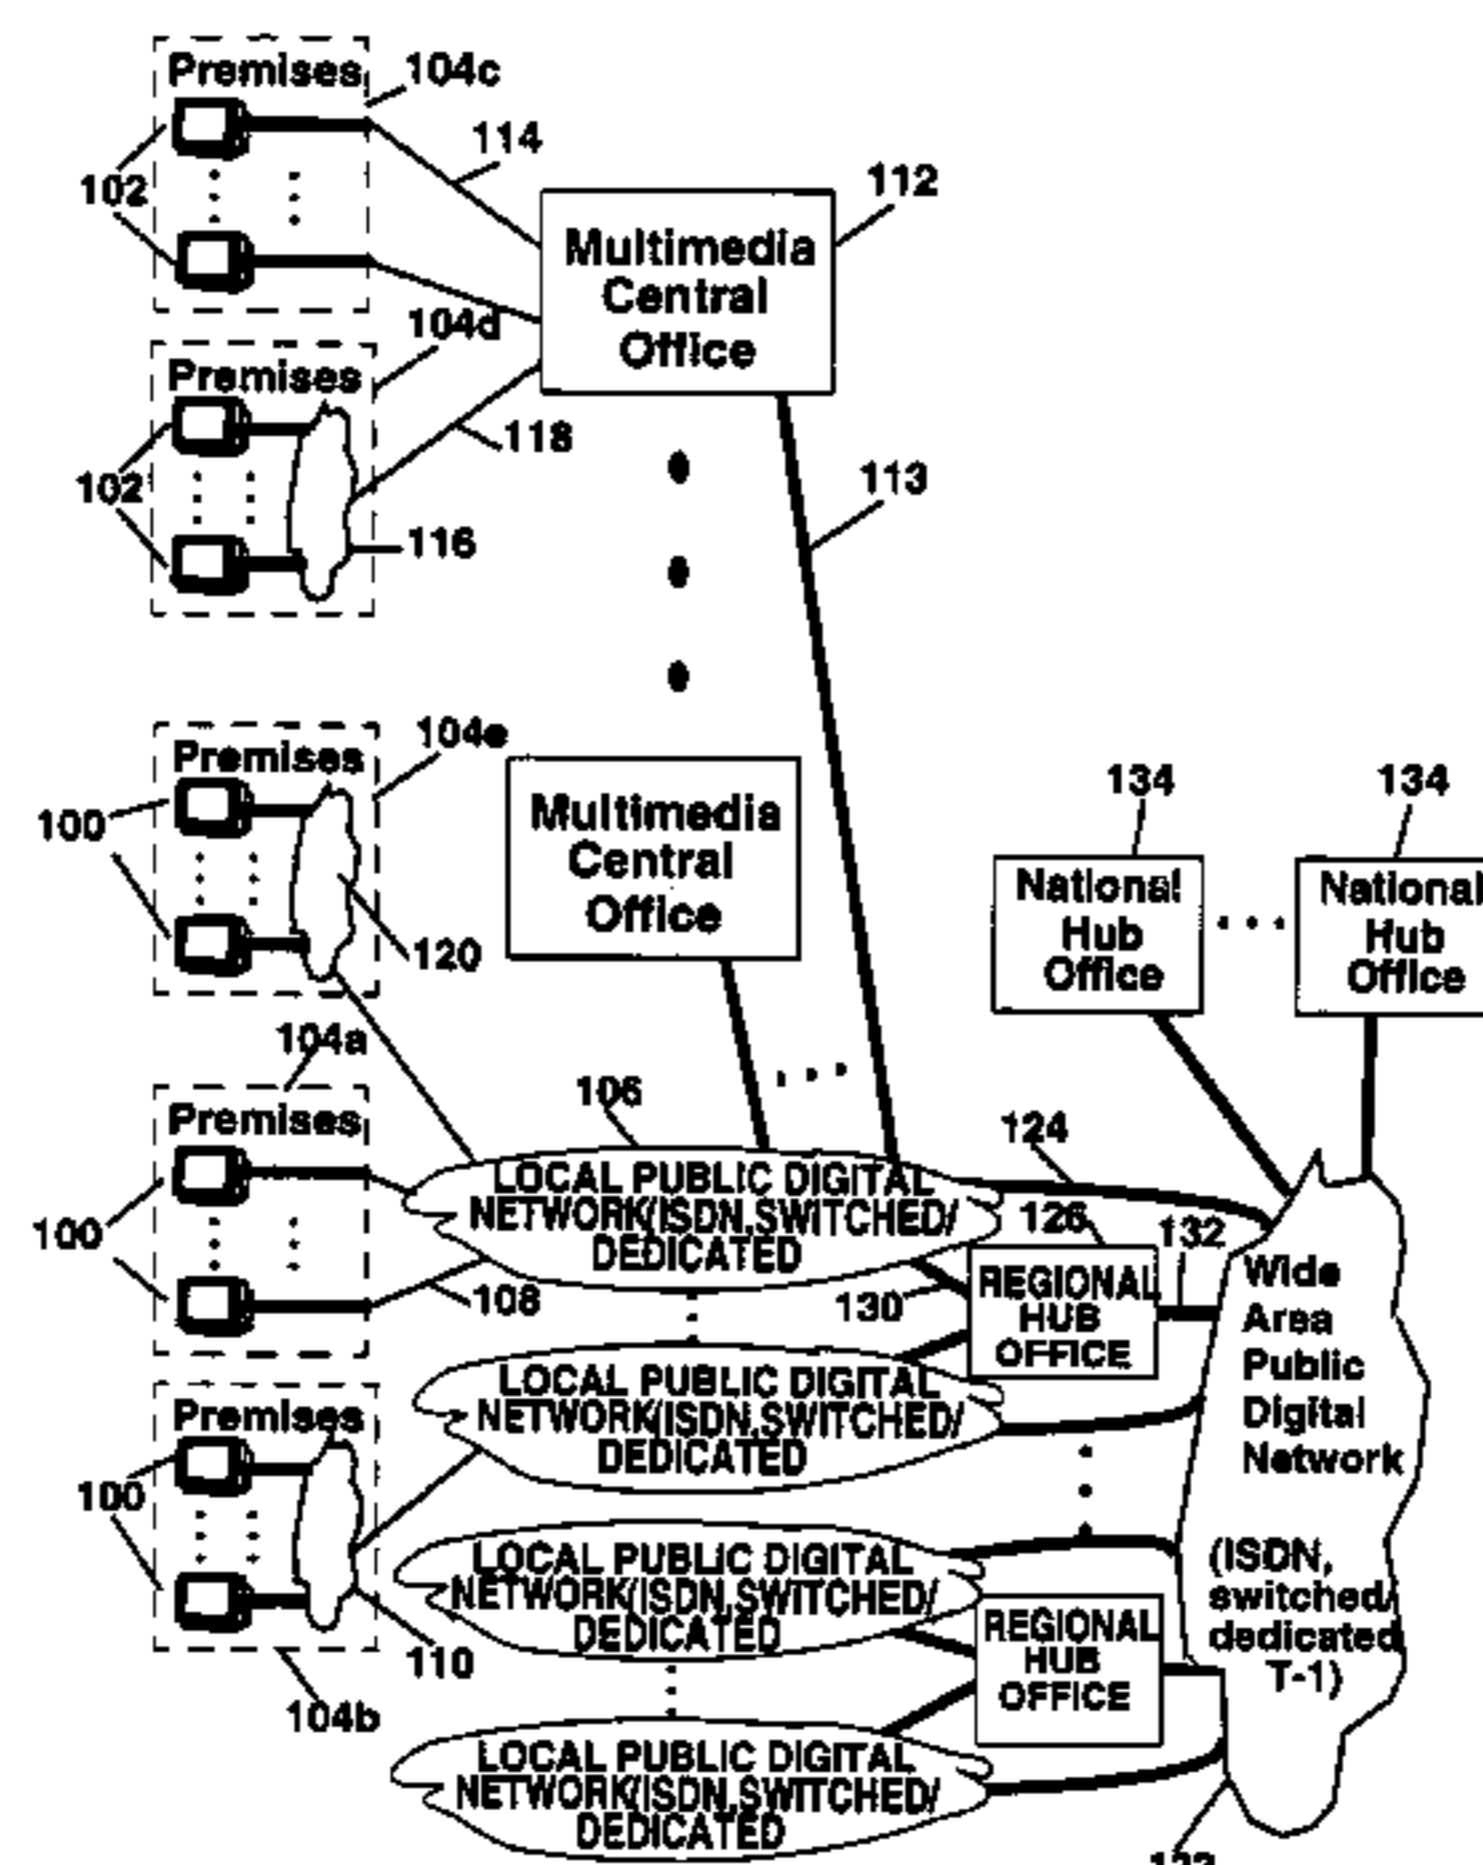 Premises
104c
114
102
112
Multimedia
Central
Office
104d
Premises
118
102
113
116
104e
Premises
134
134
100
Multimedia
Central
Office
National
Hub
Office
National
Hub
Office
120
104a
106
Premises
124
LOCAL PUBLIC DIGITAL
NETWORK(ISDN,SWITCHED/
DEDICATED
126
132
100
108
130
REGIONAL
HUB
OFFICE
Wide
Area
Public
Digital
Network
(ISDN,
switched/
dedicated
T-1)
LOCAL PUBLIC DIGITAL
NETWORK(ISDN,SWITCHED/
DEDICATED
Premises
100
LOCAL PUBLIC DIGITAL
NETWORK(ISDN,SWITCHED/
DEDICATED
110
REGIONAL
HUB
OFFICE
104b
LOCAL PUBLIC DIGITAL
NETWORK(ISDN,SWITCHED/
DEDICATED